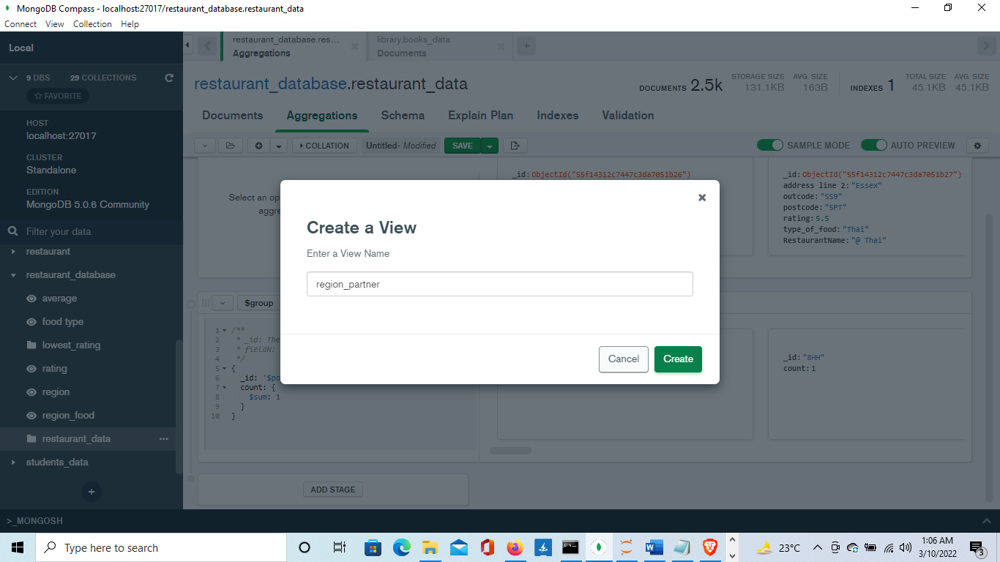 MongoDB Compass - localhost:27017/restaurant_database.restaurant_data
Connect View Collection Help
Local
9 DBS 29 COLLECTIONS
FAVORITE
HOST
localhost:27017
CLUSTER
Standalone
EDITION
MongoDB 5.0.6 Community
Filter your data
restaurant
restaurant_database
average
food type
lowest_rating
rating
region
region_food
restaurant_data
students_data
>_MONGOSH
restaurant_database.res...
Aggregations
library.books_data
Documents
restaurant_database.restaurant_data
DOCUMENTS 2.5k
STORAGE SIZE
131.1KB
AVG. SIZE
163B
INDEXES 1
TOTAL SIZE
45.1KB
AVG. SIZE
45.1KB
Documents Aggregations Schema Explain Plan Indexes Validation
COLLATION Untitled- Modified SAVE SAMPLE MODE AUTO PREVIEW
Select an op
aggre
_id: ObjectId("55f14312c7447c3da7051b26")
_id: ObjectId("55f14312c7447c3da7051b27")
address line 2: "Essex"
outcode: "SS9"
postcode: "5PT"
rating: 5.5
type_of_food: "Thai"
RestaurantName: "@ Thai"
Create a View
Enter a View Name
region_partner
Cancel Create
$group
1 /**
2 * _id: The
3 * fieldN:
4 */
5 {
6 _id: '$po
7 count: {
8 $sum: 1
9 }
10 }
_id: "8HH"
count: 1
ADD STAGE
Type here to search
23°C
1:06 AM
3/10/2022
3